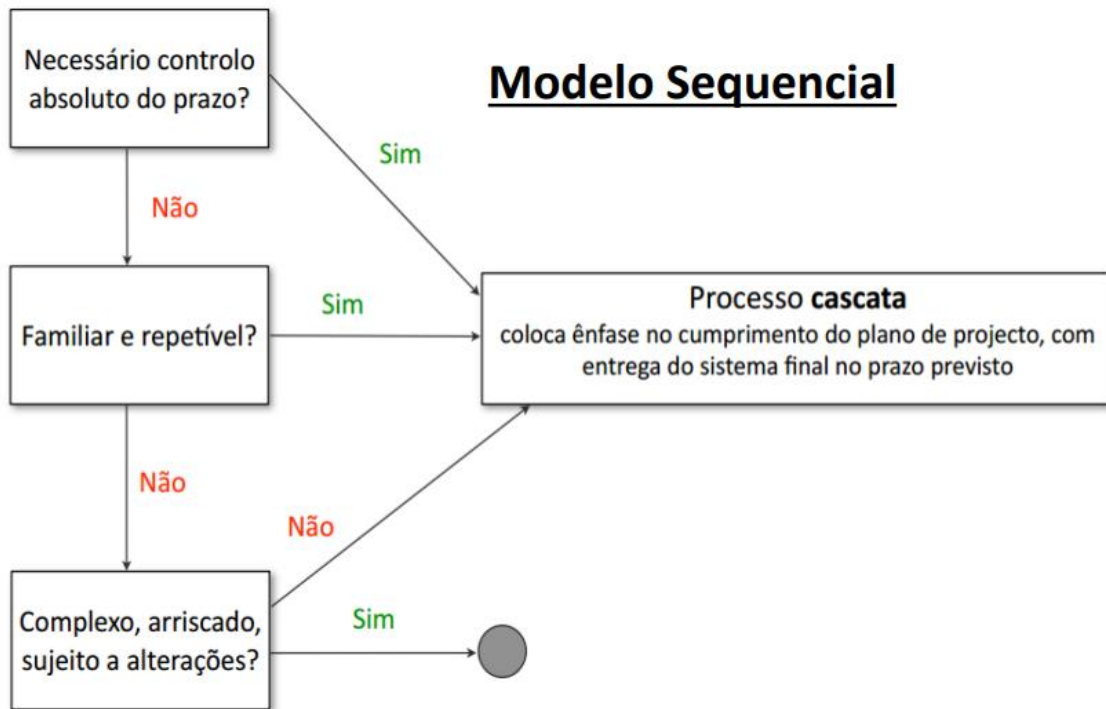 Necessário controlo
absoluto do prazo?
Modelo Sequencial
Sim
Não
Familiar e repetível?
Sim
Processo cascata
coloca ênfase no cumprimento do plano de projecto, com
entrega do sistema final no prazo previsto
Não
Não
Complexo, arriscado,
sujeito a alterações?
Sim